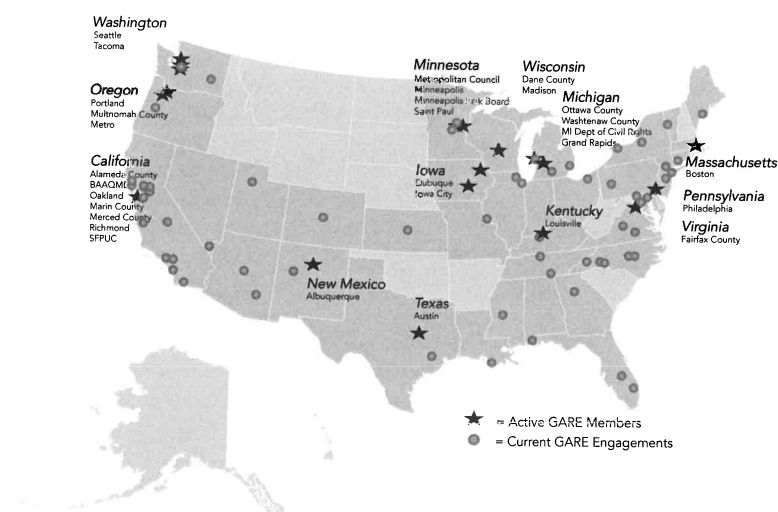 Washington
Seattle
Tacoma
Oregon
Portland
Multnomah County
Metro
California
Alameda County
BAAQMD
Oakland
Marin County
Merced County
Richmond
SFPUC
Minnesota
Metropolitan Council
Minneapolis
Minneapolis Park Board
Saint Paul
Wisconsin
Dane County
Madison
Michigan
Ottawa County
Washtenaw County
MI Dept of Civil Rights
Grand Rapids
Iowa
Dubuque
Iowa City
Kentucky
Louisville
Massachusetts
Boston
Pennsylvania
Philadelphia
Virginia
Fairfax County
New Mexico
Albuquerque
Texas
Austin
= Active GARE Members
= Current GARE Engagements